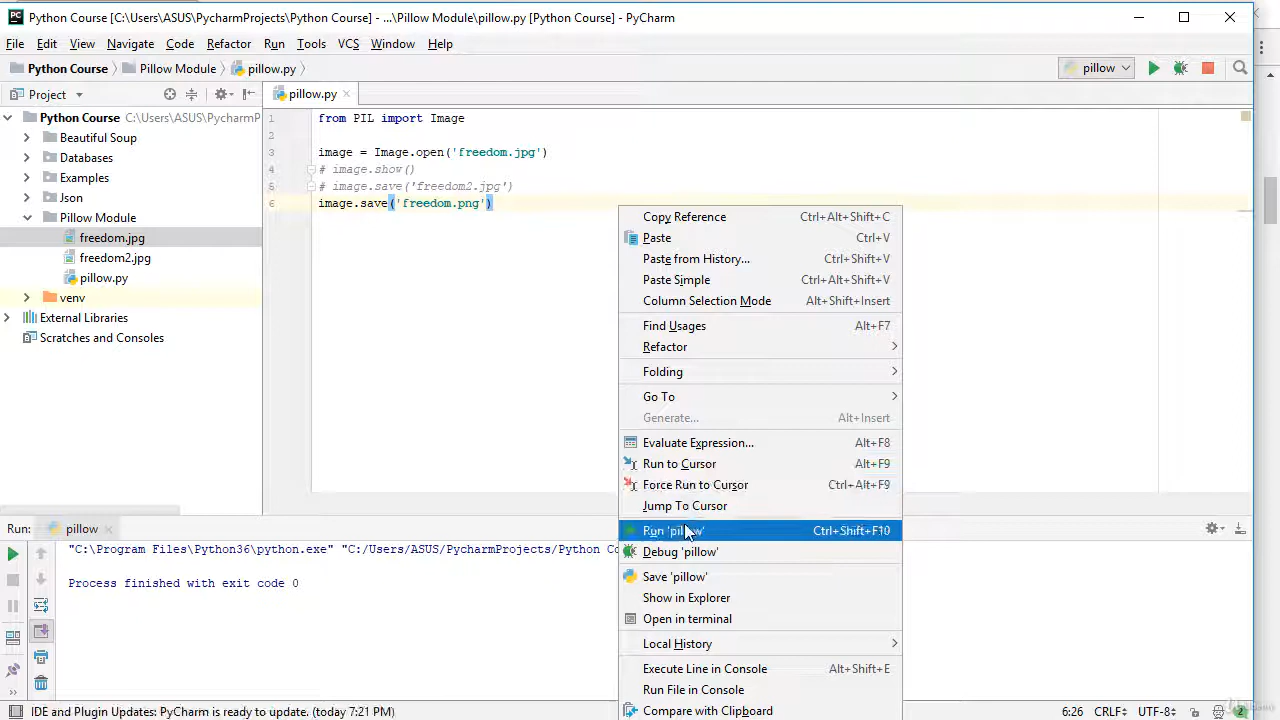 Python Course [C:\Users\ASUS\PycharmProjects\Python Course] - ...\Pillow Module\pillow.py [Python Course] - PyCharm
File Edit View Navigate Code Refactor Run Tools VCS Window Help
Python Course Pillow Module pillow.py pillow
Project pillow.py
Python Course C:\Users\ASUS\PycharmP
Beautiful Soup
Databases
Examples
Json
Pillow Module
freedom.jpg
freedom2.jpg
pillow.py
venv
External Libraries
Scratches and Consoles
1 from PIL import Image
2
3 image = Image.open('freedom.jpg')
4 # image.show()
5 # image.save('freedom2.jpg')
6 image.save('freedom.png')
Copy Reference Ctrl+Alt+Shift+C
Paste Ctrl+V
Paste from History... Ctrl+Shift+V
Paste Simple Ctrl+Alt+Shift+V
Column Selection Mode Alt+Shift+Insert
Find Usages Alt+F7
Refactor
Folding
Go To
Generate... Alt+Insert
Evaluate Expression... Alt+F8
Run to Cursor Alt+F9
Force Run to Cursor Ctrl+Alt+F9
Jump To Cursor
Run 'pillow' Ctrl+Shift+F10
Debug 'pillow'
Save 'pillow'
Show in Explorer
Open in terminal
Local History
Execute Line in Console Alt+Shift+E
Run File in Console
Compare with Clipboard
Run: pillow
"C:\Program Files\Python36\python.exe" "C:/Users/ASUS/PycharmProjects/Python Co
Process finished with exit code 0
IDE and Plugin Updates: PyCharm is ready to update. (today 7:21 PM) 6:26 CRLF UTF-8 2